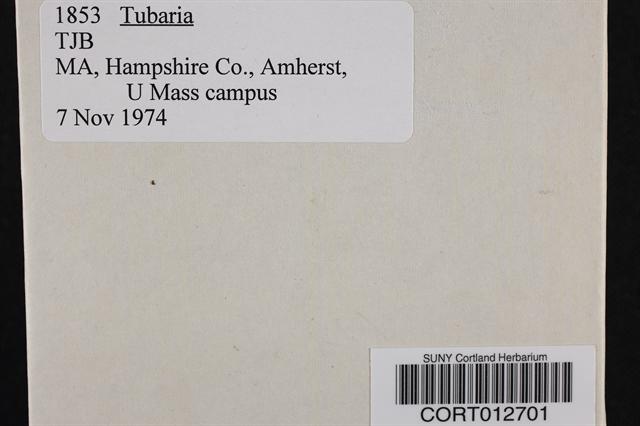 1853 Tubaria
TJB
MA, Hampshire Co., Amherst,
U Mass campus
7 Nov 1974
SUNY Cortland Herbarium
CORT012701